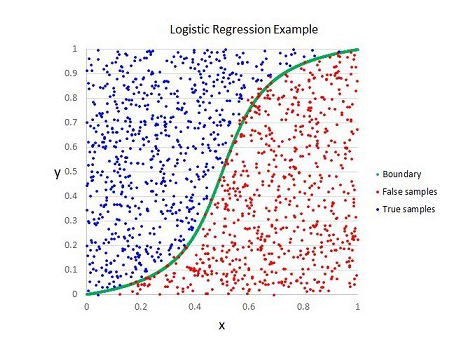 Logistic Regression Example
1
0.9
0.8
0.7
0.6
y 0.5
0.4
0.3
0.2
0.1
0
0 0.2 0.4 0.6 0.8 1
x
Boundary
False samples
True samples